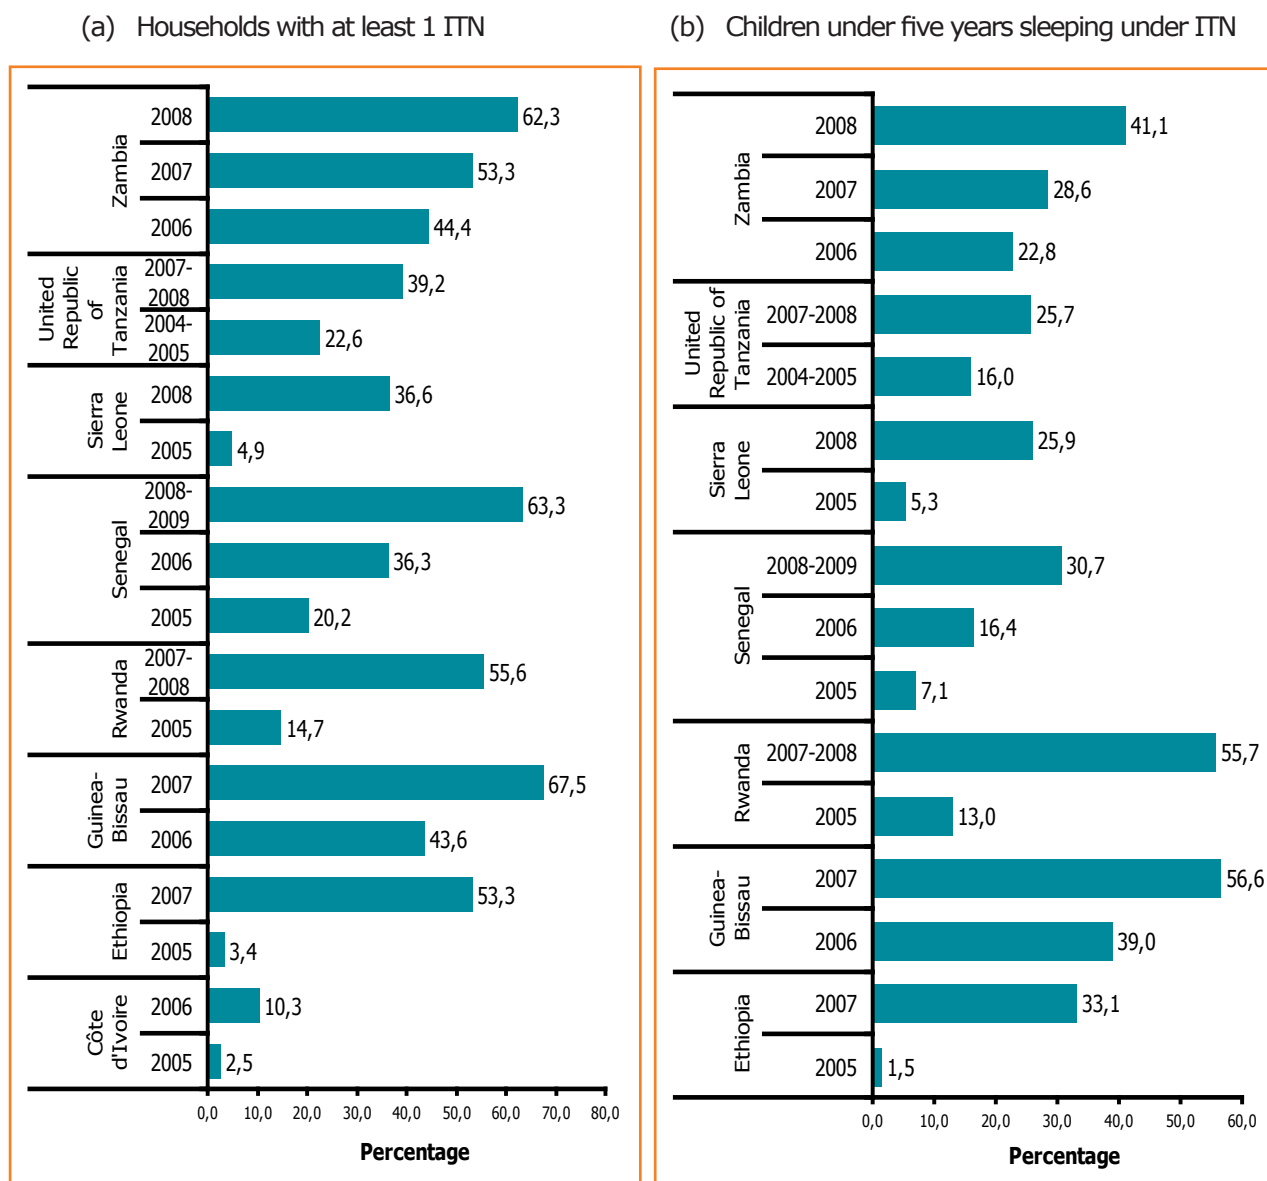 (a) Households with at least 1 ITN
Zambia
2008
62,3
2007
53,3
2006
44,4
United
Republic
of
Tanzania
2007-
2008
39,2
2004-
2005
22,6
Sierra
Leone
2008
36,6
2005
4,9
Senegal
2008-
2009
63,3
2006
36,3
2005
20,2
Rwanda
2007-
2008
55,6
2005
14,7
Guinea-
Bissau
2007
67,5
2006
43,6
Ethiopia
2007
53,3
2005
3,4
Côte
d'Ivoire
2006
10,3
2005
2,5
0,0 10,0 20,0 30,0 40,0 50,0 60,0 70,0 80,0
Percentage
(b) Children under five years sleeping under ITN
Zambia
2008
41,1
2007
28,6
2006
22,8
United
Republic of
Tanzania
2007-2008
25,7
2004-2005
16,0
Sierra
Leone
2008
25,9
2005
5,3
Senegal
2008-2009
30,7
2006
16,4
2005
7,1
Rwanda
2007-2008
55,7
2005
13,0
Guinea-
Bissau
2007
56,6
2006
39,0
Ethiopia
2007
33,1
2005
1,5
0,0 10,0 20,0 30,0 40,0 50,0 60,0
Percentage